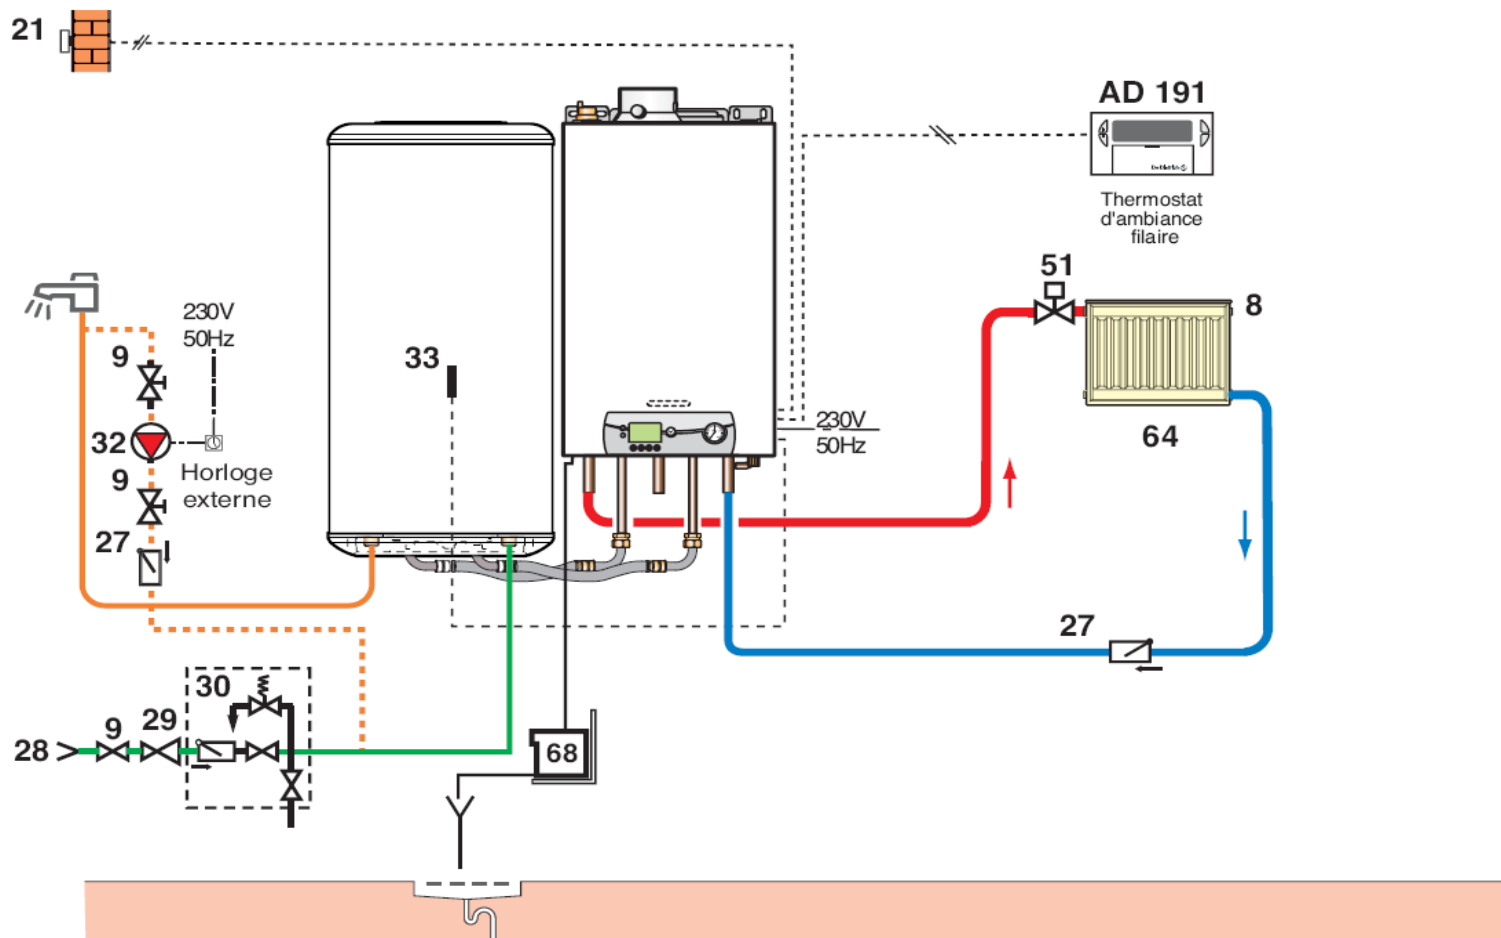 21
AD 191
Thermostat
d'ambiance
filaire
51
8
64
230V
50Hz
9
33
32
Horloge
externe
230V
50Hz
9
27
27
30
9
29
28
68